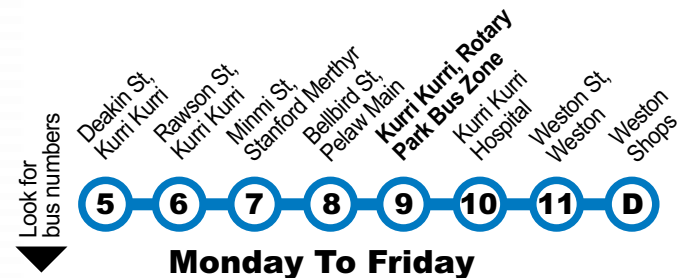 Deakin St,
Kurri Kurri
Rawson St,
Kurri Kurri
Minmi St,
Stanford Merthyr
Bellbird St,
Pelaw Main
Kurri Kurri, Rotary
Park Bus Zone
Kurri Kurri
Hospital
Weston St,
Weston
Weston
Shops
Look for
bus numbers
5 6 7 8 9 10 11 D
Monday To Friday